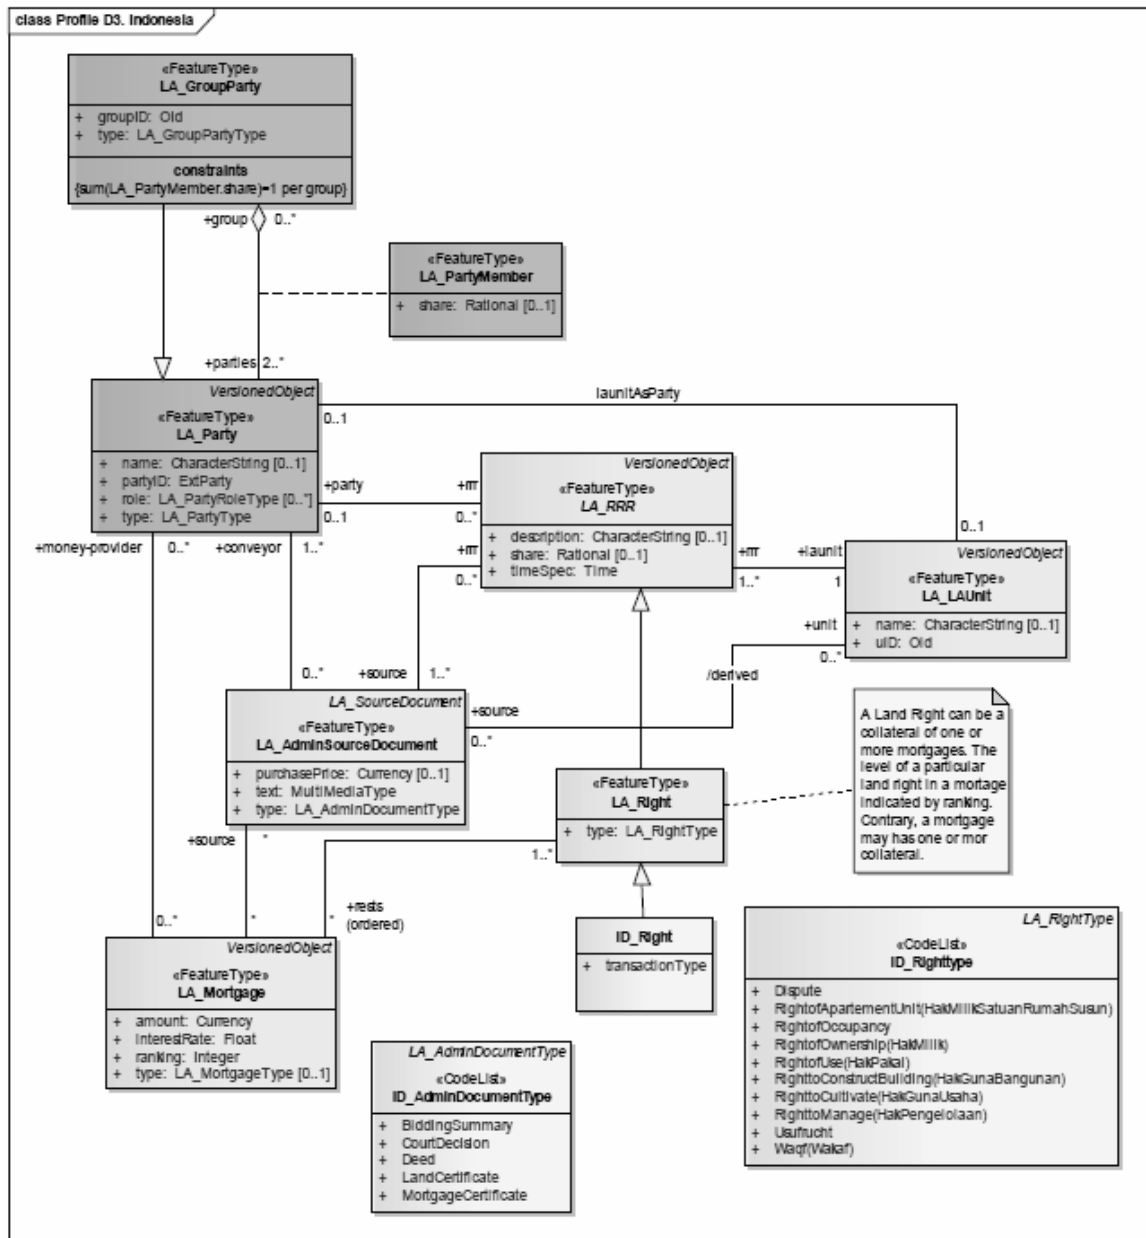 class Profile D3. Indonesia
«FeatureType»
LA_GroupParty
+ groupID: Oid
+ type: LA_GroupPartyType
constraints
{sum(LA_PartyMember.share)=1 per group}
+group 0..*
«FeatureType»
LA_PartyMember
+ share: Rational [0..1]
+parties 2..*
VersionedObject
«FeatureType»
LA_Party
+ name: CharacterString [0..1]
+ partyID: ExtParty
+ role: LA_PartyRoleType [0..*]
+ type: LA_PartyType
launitAsParty
0..1
0..1
+party
0..1
+rrr
0..*
VersionedObject
«FeatureType»
LA_RRR
+ description: CharacterString [0..1]
+ share: Rational [0..1]
+ timeSpec: Time
+rrr
1..*
+launit
1
VersionedObject
«FeatureType»
LA_LAUnit
+ name: CharacterString [0..1]
+ uID: Oid
+money-provider 0..*
+conveyor 1..*
+rrr
0..*
+unit
0..*
/derived
0..*
+source 1..*
LA_SourceDocument
«FeatureType»
LA_AdminSourceDocument
+ purchasePrice: Currency [0..1]
+ text: MultiMediaType
+ type: LA_AdminDocumentType
+source
0..*
«FeatureType»
LA_Right
+ type: LA_RightType
A Land Right can be a
collateral of one or
more mortgages. The
level of a particular
land right in a mortage
indicated by ranking.
Contrary, a mortgage
may has one or mor
collateral.
+source *
1..*
+rests
(ordered)
0..*
*
*
VersionedObject
«FeatureType»
LA_Mortgage
+ amount: Currency
+ interestRate: Float
+ ranking: Integer
+ type: LA_MortgageType [0..1]
ID_Right
+ transactionType
LA_AdminDocumentType
«CodeList»
ID_AdminDocumentType
+ BiddingSummary
+ CourtDecision
+ Deed
+ LandCertificate
+ MortgageCertificate
LA_RightType
«CodeList»
ID_Righttype
+ Dispute
+ RightofApartementUnit(HakMilikSatuanRumahSusun)
+ RightofOccupancy
+ RightofOwnership(HakMilik)
+ RightofUse(HakPakai)
+ RighttoConstructBuilding(HakGunaBangunan)
+ RighttoCultivate(HakGunaUsaha)
+ RighttoManage(HakPengelolaan)
+ Usufrucht
+ Waqf(Wakaf)